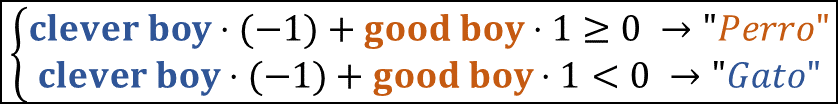 clever boy · (−1) + good boy · 1 ≥ 0 → "Perro"
clever boy · (−1) + good boy · 1 < 0 → "Gato"